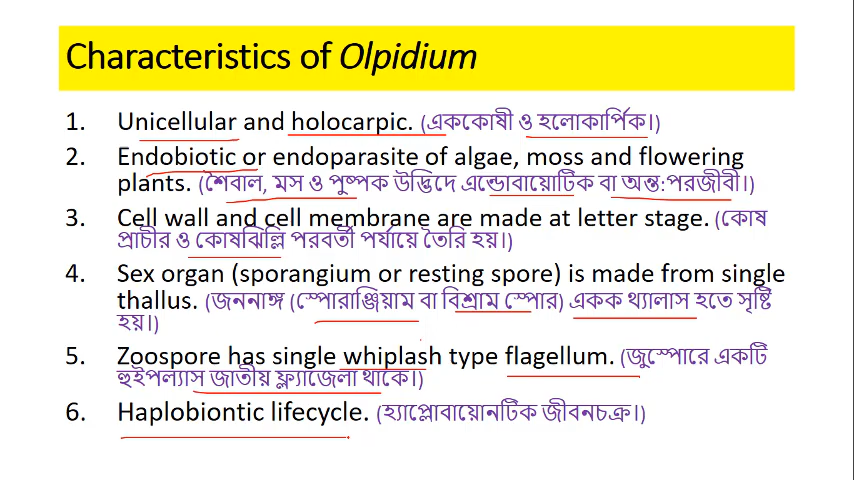 Characteristics of Olpidium
1. Unicellular and holocarpic. (এককোষী ও হলোকার্পিক।)
2. Endobiotic or endoparasite of algae, moss and flowering
plants. (শৈবাল, মস ও পুষ্পক উদ্ভিদে এন্ডোবায়োটিক বা অন্ত:পরজীবী।)
3. Cell wall and cell membrane are made at letter stage. (কোষ
প্রাচীর ও কোষঝিল্লি পরবর্তী পর্যায়ে তৈরি হয়।)
4. Sex organ (sporangium or resting spore) is made from single
thallus. (জননাঙ্গ (স্পোরাঞ্জিয়াম বা বিশ্রাম স্পোর) একক থ্যালাস হতে সৃষ্টি
হয়।)
5. Zoospore has single whiplash type flagellum. (জুস্পোরে একটি
হুইপল্যাস জাতীয় ফ্ল্যাজেলা থাকে।)
6. Haplobiontic lifecycle. (হ্যাপ্লোবায়োনটিক জীবনচক্র।)